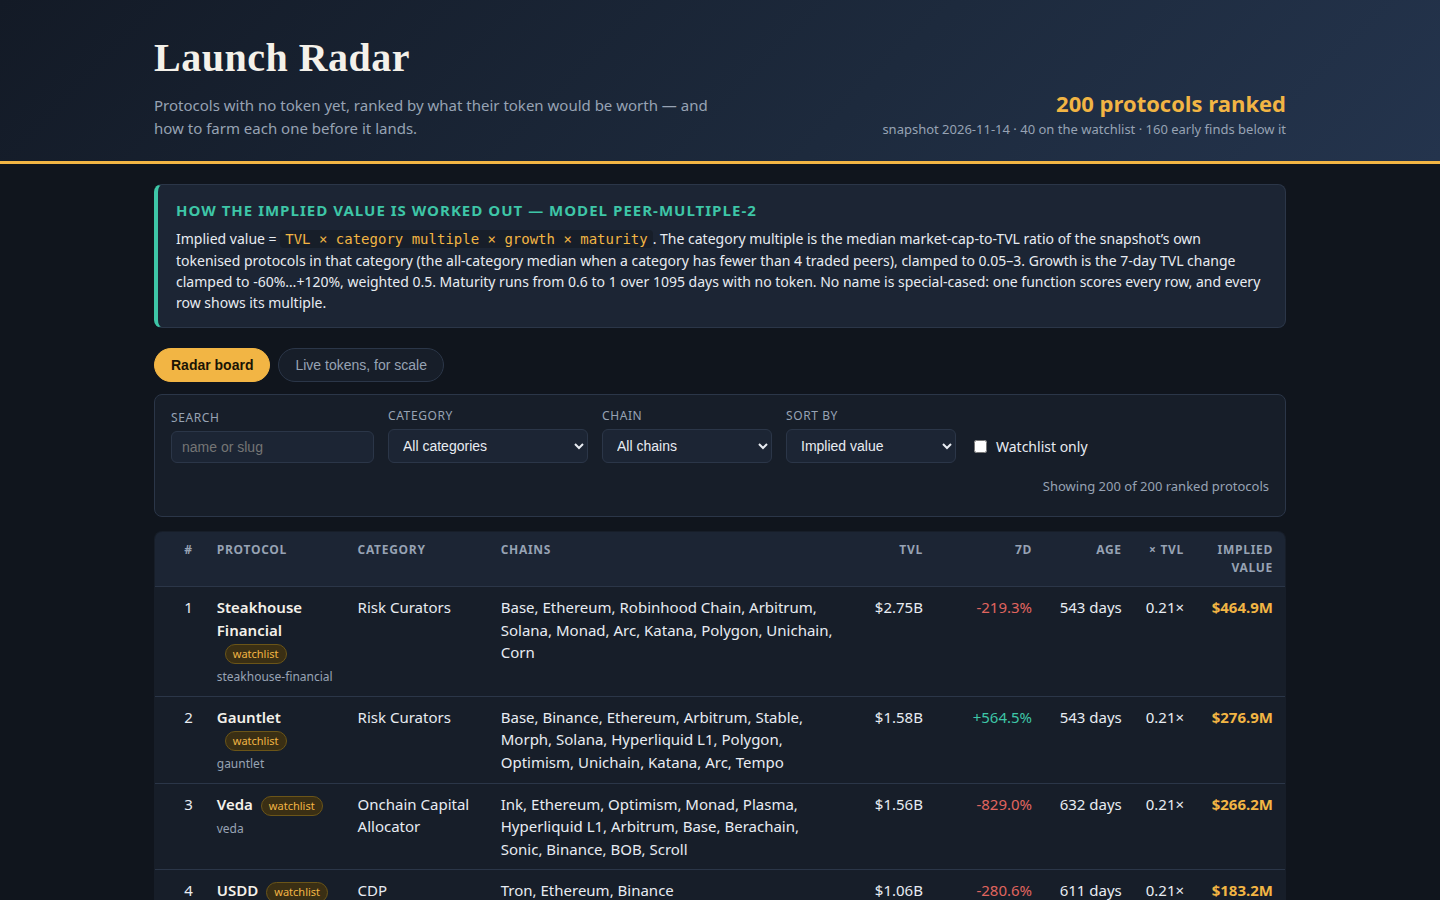 Launch Radar
Protocols with no token yet, ranked by what their token would be worth — and
how to farm each one before it lands.
200 protocols ranked
snapshot 2026-11-14 · 40 on the watchlist · 160 early finds below it
HOW THE IMPLIED VALUE IS WORKED OUT — MODEL PEER-MULTIPLE-2
Implied value = TVL × category multiple × growth × maturity. The category multiple is the median market-cap-to-TVL ratio of the snapshot’s own
tokenised protocols in that category (the all-category median when a category has fewer than 4 traded peers), clamped to 0.05–3. Growth is the 7-day TVL change
clamped to -60%…+120%, weighted 0.5. Maturity runs from 0.6 to 1 over 1095 days with no token. No name is special-cased: one function scores every row, and every
row shows its multiple.
Radar board
Live tokens, for scale
SEARCH
name or slug
CATEGORY
All categories
CHAIN
All chains
SORT BY
Implied value
Watchlist only
Showing 200 of 200 ranked protocols
# PROTOCOL CATEGORY CHAINS TVL 7D AGE × TVL IMPLIED
VALUE
1 Steakhouse Risk Curators Base, Ethereum, Robinhood Chain, Arbitrum, $2.75B -219.3% 543 days 0.21× $464.9M
Financial Solana, Monad, Arc, Katana, Polygon, Unichain,
watchlist Corn
steakhouse-financial
2 Gauntlet Risk Curators Base, Binance, Ethereum, Arbitrum, Stable, $1.58B +564.5% 543 days 0.21× $276.9M
watchlist Morph, Solana, Hyperliquid L1, Polygon,
gauntlet Optimism, Unichain, Katana, Arc, Tempo
3 Veda watchlist Onchain Capital Ink, Ethereum, Optimism, Monad, Plasma, $1.56B -829.0% 632 days 0.21× $266.2M
veda Allocator Hyperliquid L1, Arbitrum, Base, Berachain,
Sonic, Binance, BOB, Scroll
4 USDD watchlist CDP Tron, Ethereum, Binance $1.06B -280.6% 611 days 0.21× $183.2M